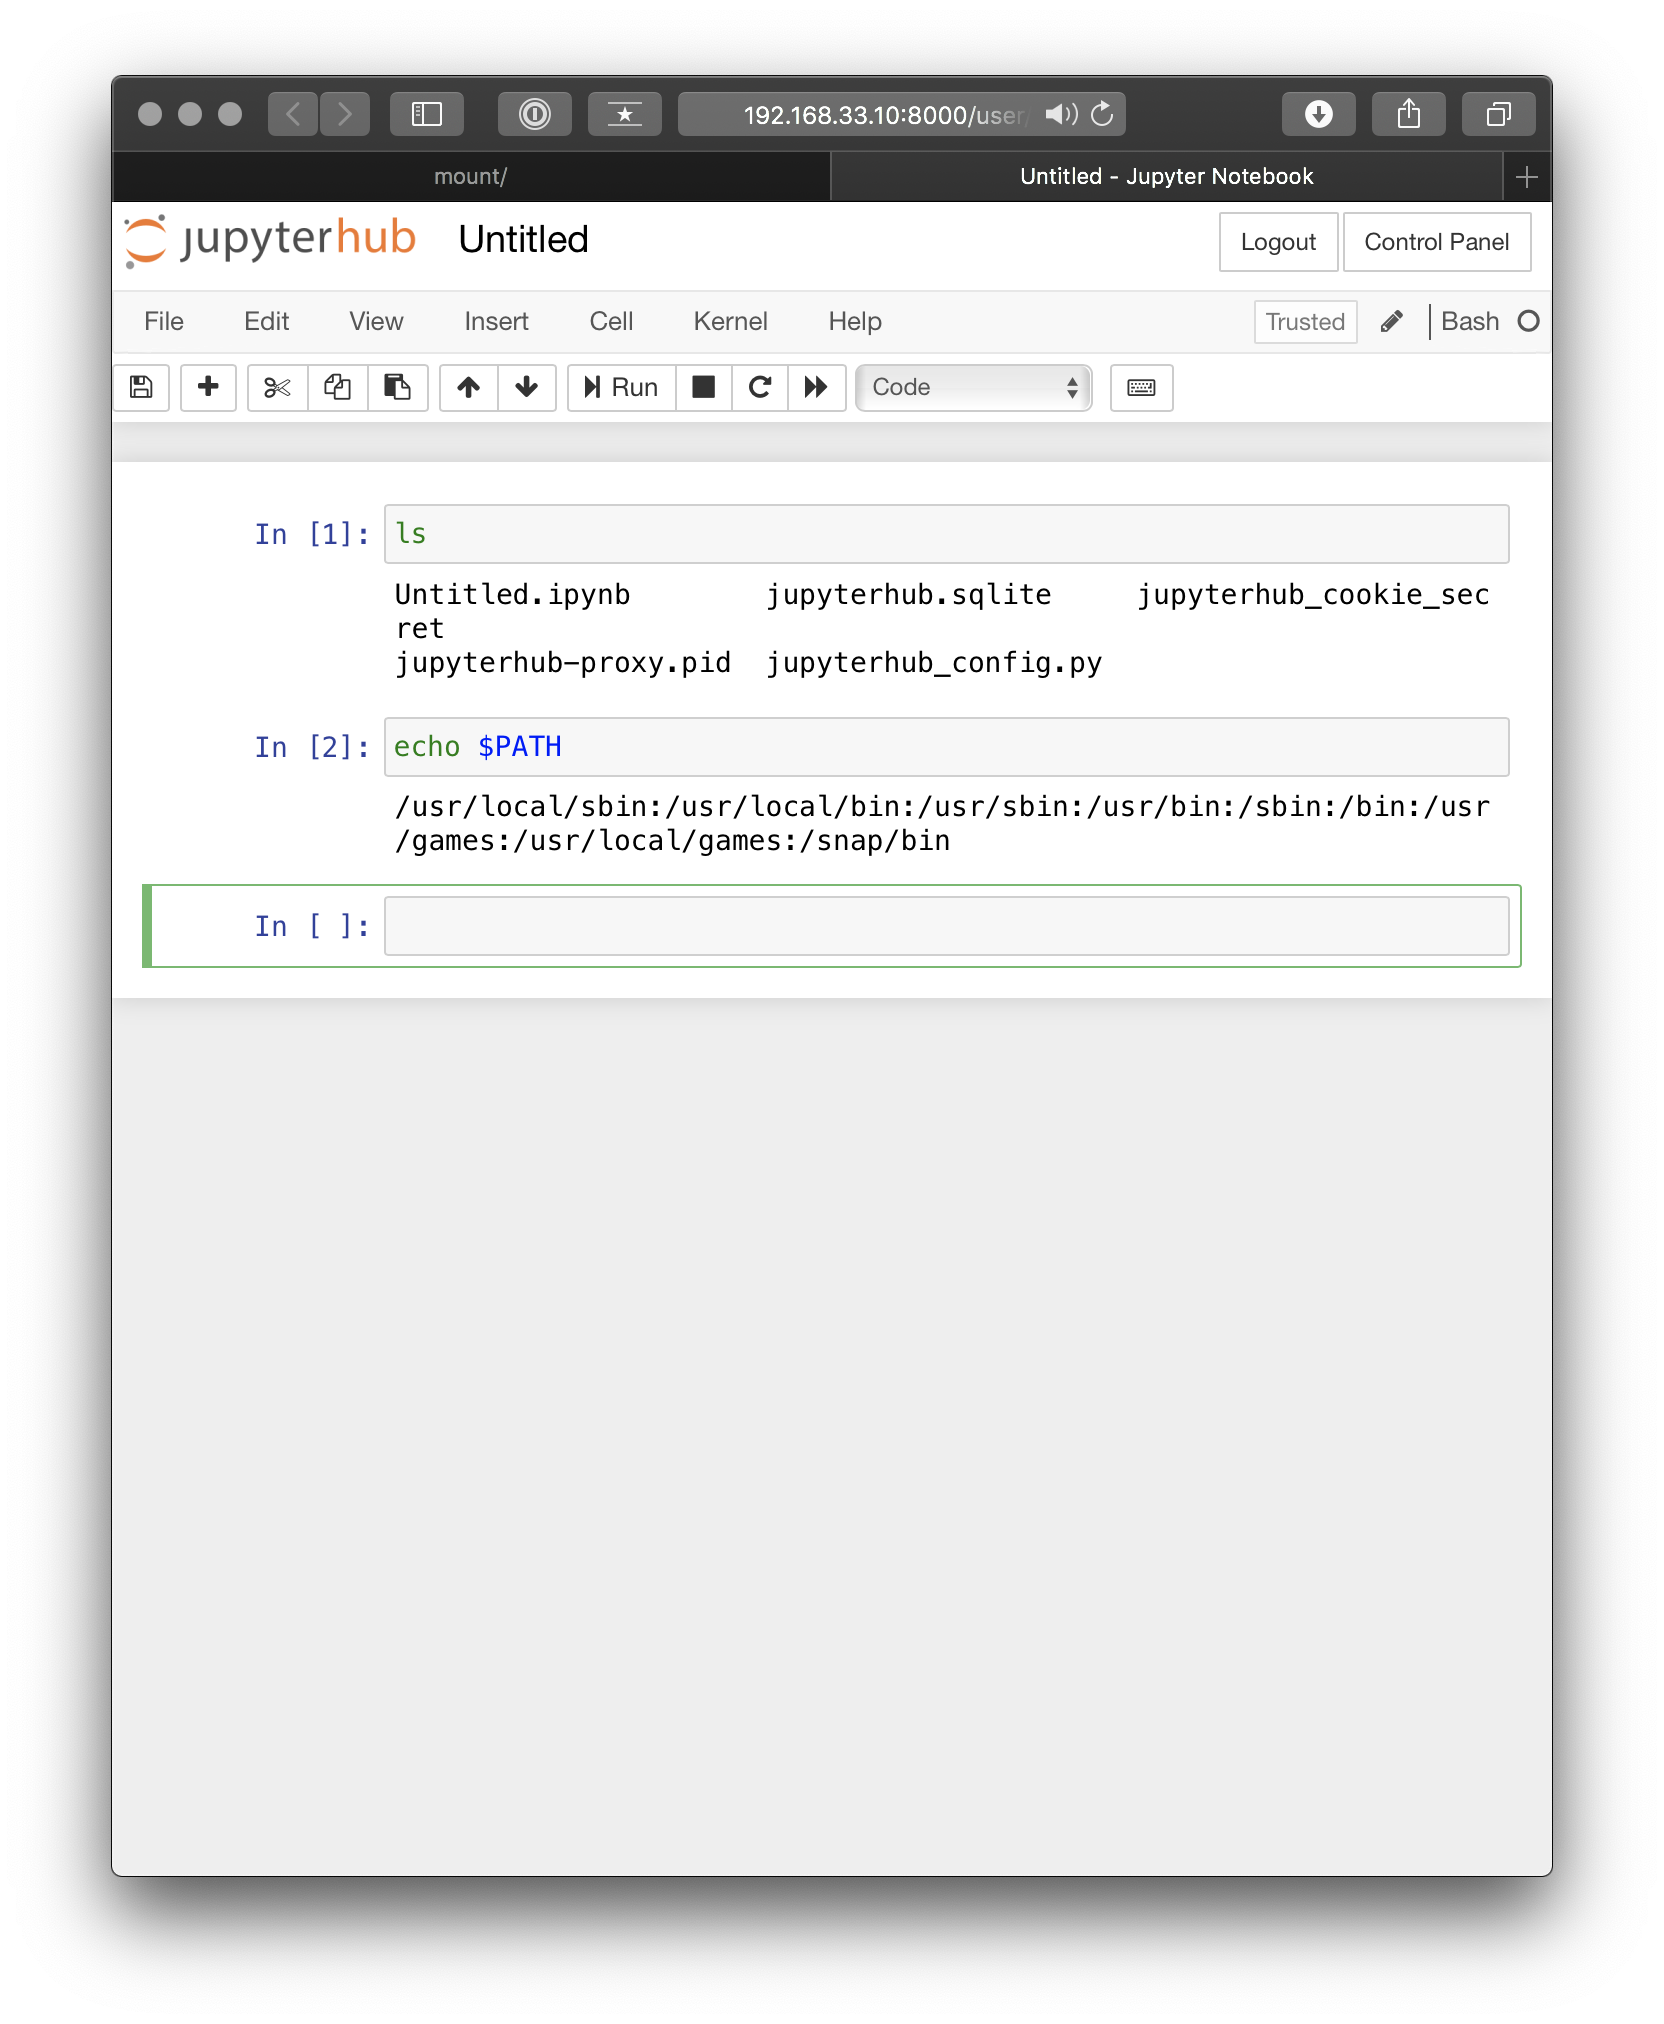 192.168.33.10:8000/user/
mount/
Untitled - Jupyter Notebook
jupyterhub Untitled
Logout Control Panel
File Edit View Insert Cell Kernel Help Trusted Bash
Run Code
In [1]: ls
Untitled.ipynb jupyterhub.sqlite jupyterhub_cookie_sec
ret
jupyterhub-proxy.pid jupyterhub_config.py
In [2]: echo $PATH
/usr/local/sbin:/usr/local/bin:/usr/sbin:/usr/bin:/sbin:/bin:/usr
/games:/usr/local/games:/snap/bin
In [ ]: